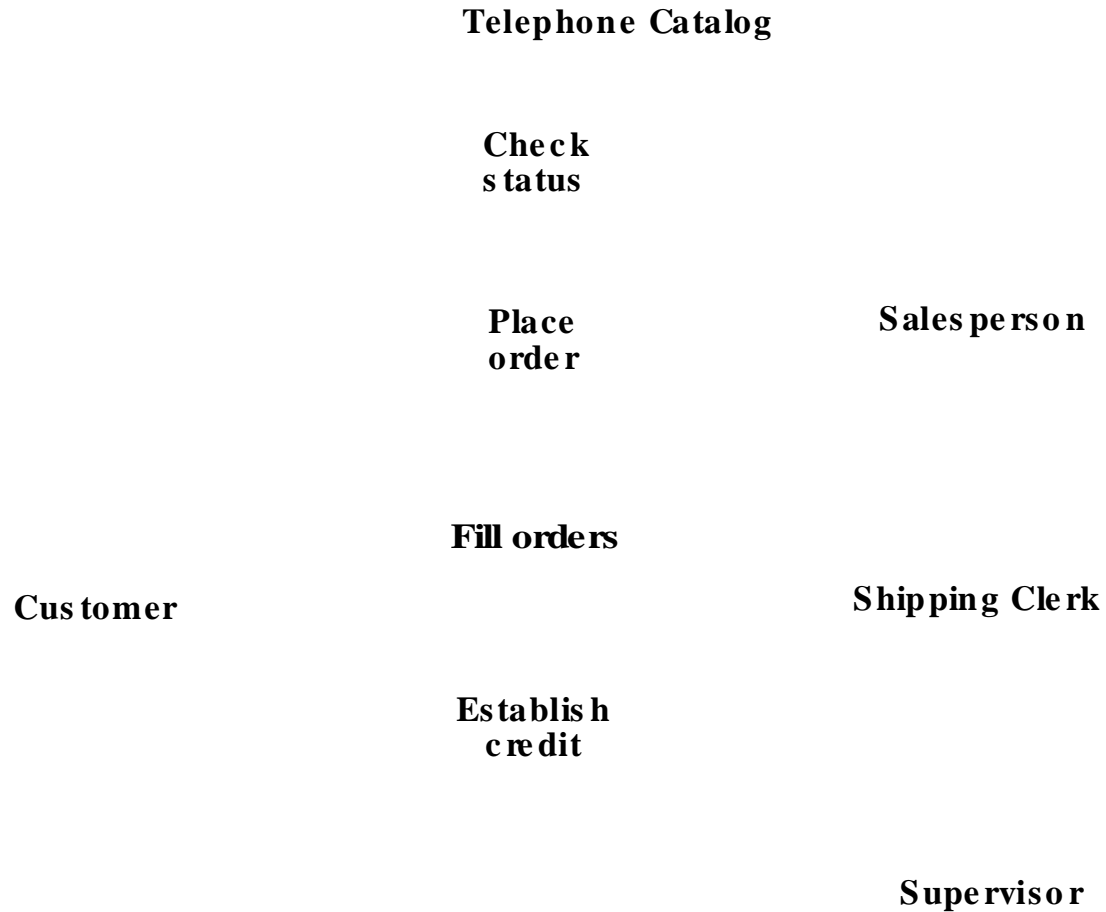 Telephone Catalog
Check
status
Place
order
Salesperson
Fill orders
Customer
Shipping Clerk
Establish
credit
Supervisor